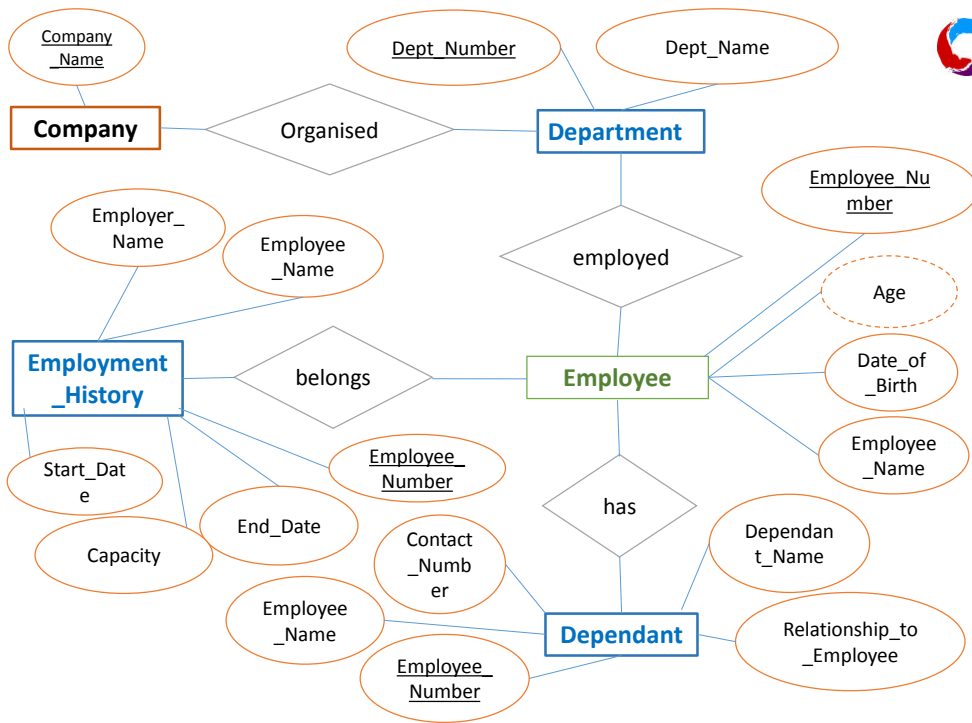 Company
_Name
Dept_Number
Dept_Name
Company
Organised
Department
Employee_Nu
mber
Employer_
Name
Employee
_Name
employed
Age
Employment
_History
belongs
Employee
Date_of
_Birth
Employee
_Name
Start_Dat
e
Employee_
Number
End_Date
Capacity
has
Contact
_Numb
er
Dependan
t_Name
Employee
_Name
Dependant
Relationship_to
_Employee
Employee_
Number